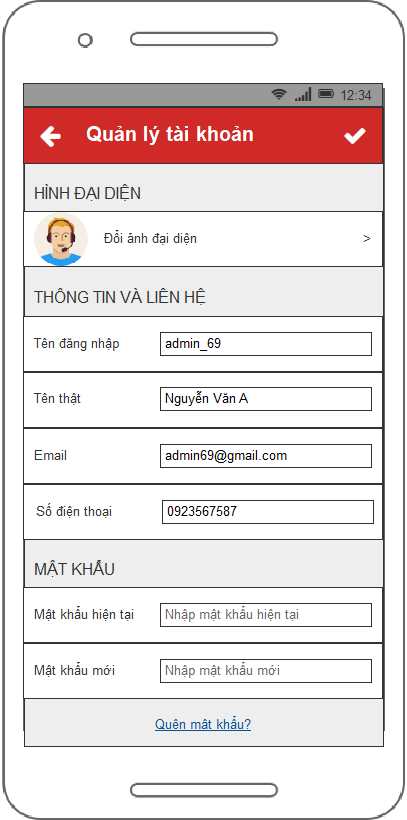 12:34
Quản lý tài khoản
HÌNH ĐẠI DIỆN
Đổi ảnh đại diện >
THÔNG TIN VÀ LIÊN HỆ
Tên đăng nhập admin_69
Tên thật Nguyễn Văn A
Email admin69@gmail.com
Số điện thoại 0923567587
MẬT KHẨU
Mật khẩu hiện tại Nhập mật khẩu hiện tại
Mật khẩu mới Nhập mật khẩu mới
Quên mât khẩu?